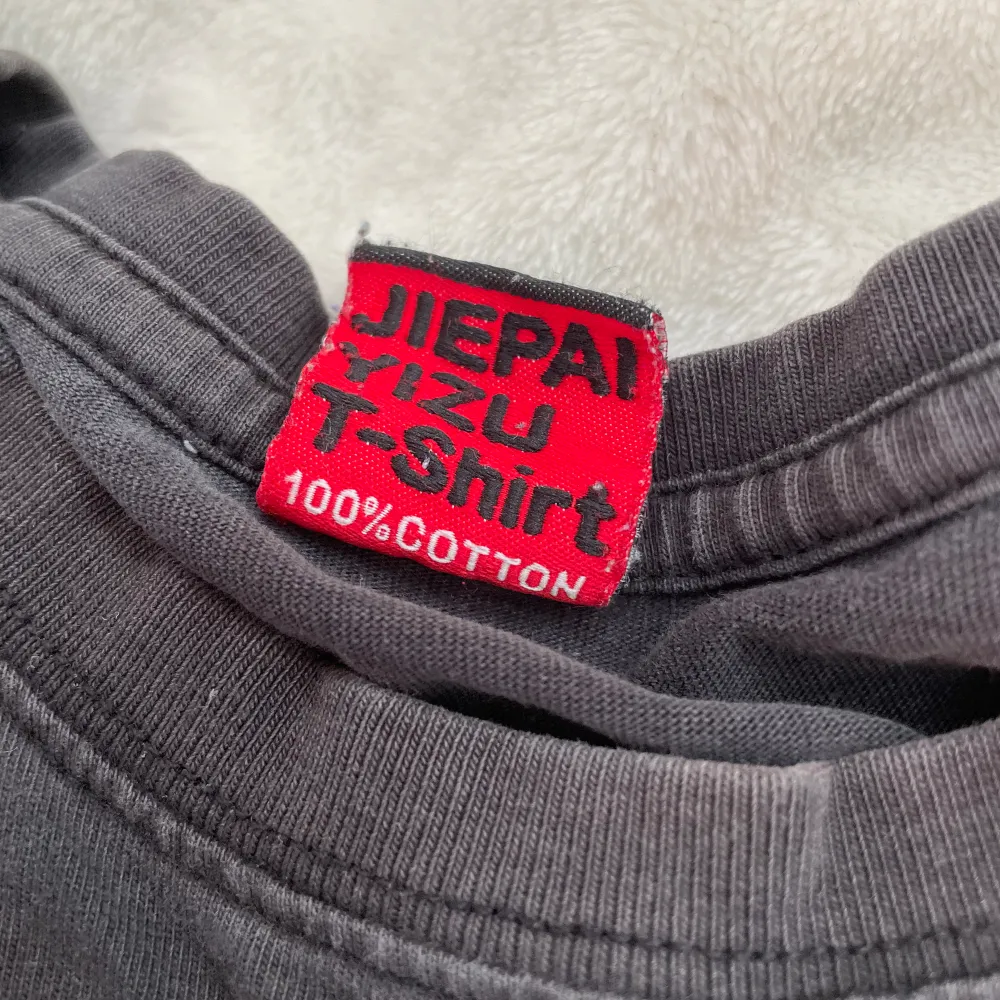 JIEPAI
YIZU
T-Shirt
100% COTTON